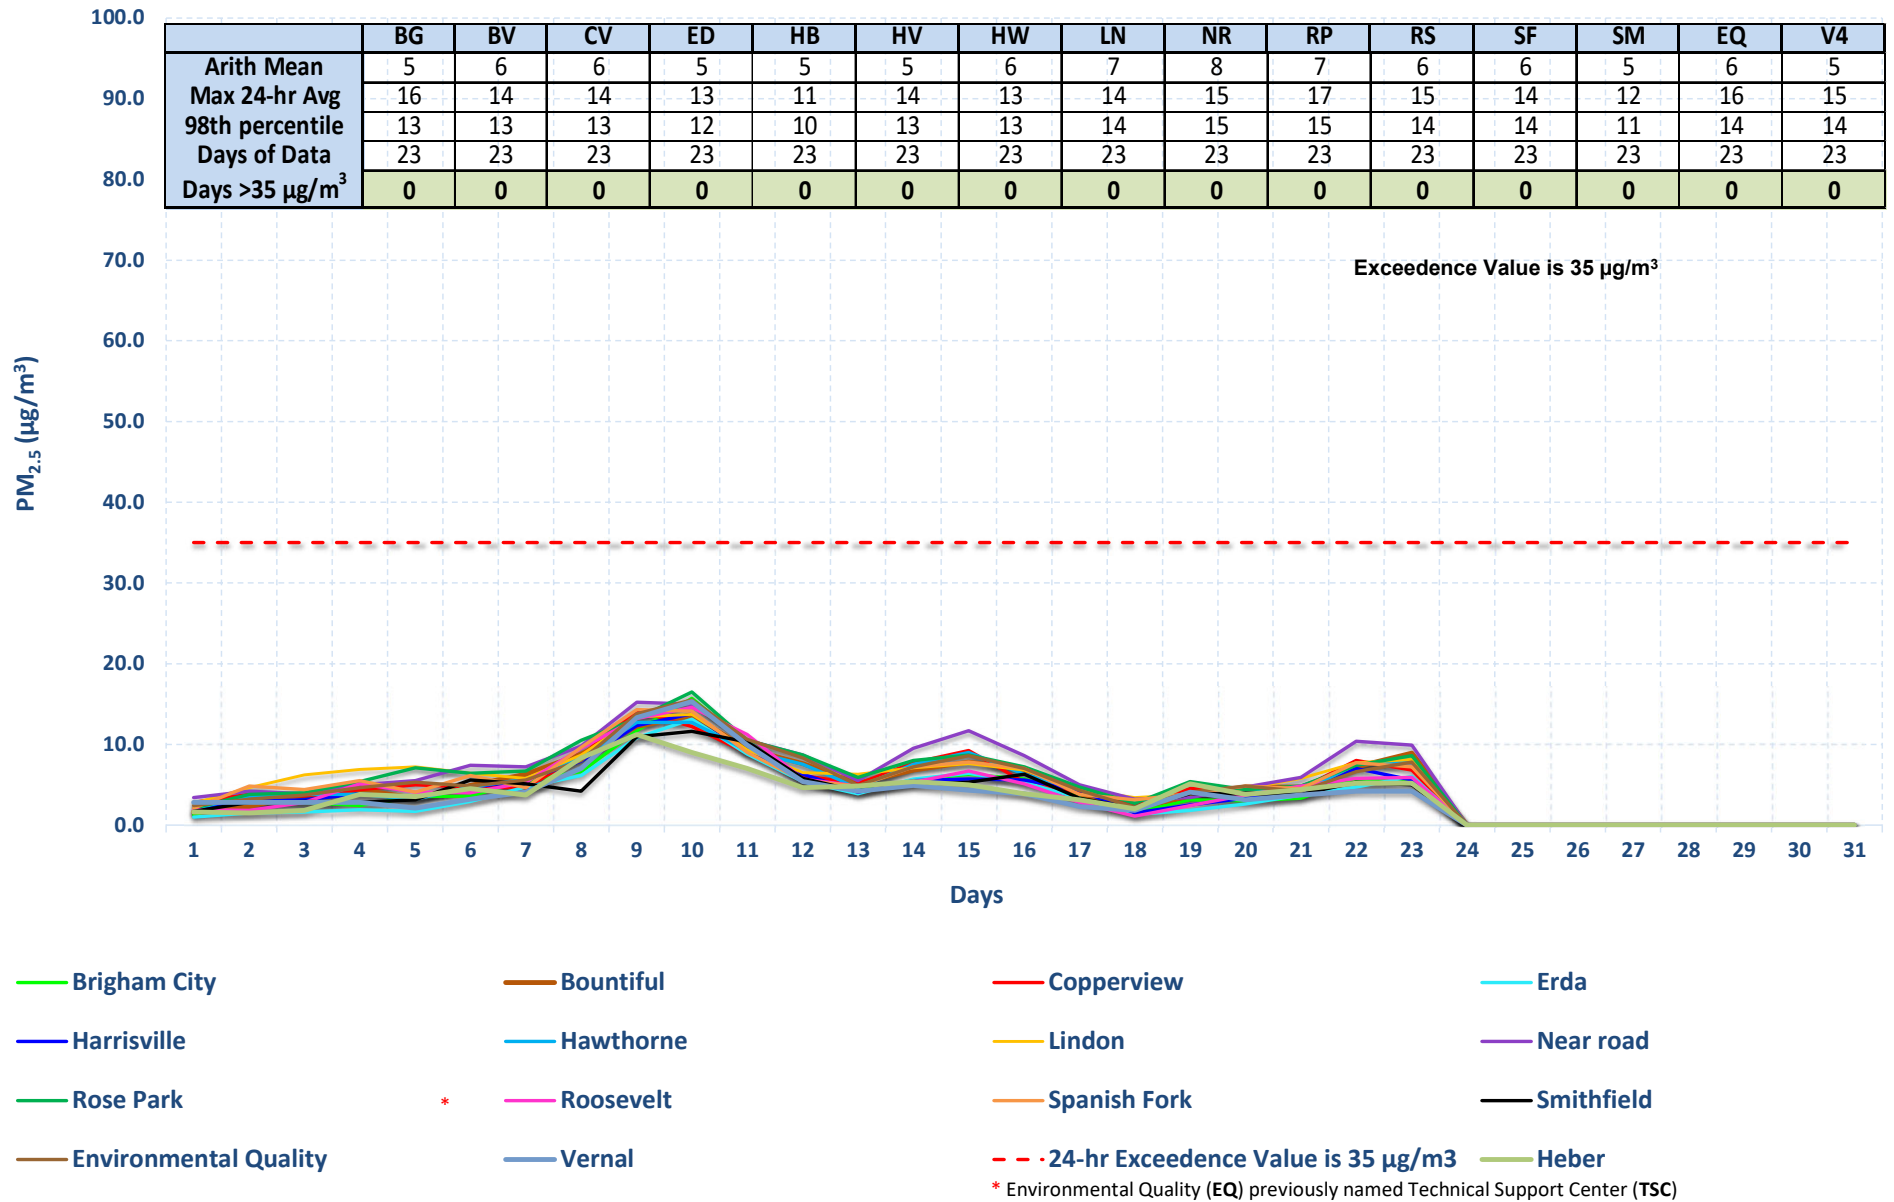 100.0
BG BV CV ED HB HV HW LN NR RP RS SF SM EQ V4
Arith Mean 5 6 6 5 5 5 6 7 8 7 6 6 5 6 5
90.0 Max 24-hr Avg 16 14 14 13 11 14 13 14 15 17 15 14 12 16 15
98th percentile 13 13 13 12 10 13 13 14 15 15 14 14 11 14 14
Days of Data 23 23 23 23 23 23 23 23 23 23 23 23 23 23 23
80.0 Days >35 µg/m³ 0 0 0 0 0 0 0 0 0 0 0 0 0 0 0
70.0
Exceedence Value is 35 µg/m³
60.0
50.0
40.0
30.0
20.0
10.0
0.0
PM2.5 (µg/m³)
1 2 3 4 5 6 7 8 9 10 11 12 13 14 15 16 17 18 19 20 21 22 23 24 25 26 27 28 29 30 31
Days
Brigham City Bountiful Copperview Erda
Harrisville Hawthorne Lindon Near road
Rose Park * Roosevelt Spanish Fork Smithfield
Environmental Quality Vernal 24-hr Exceedence Value is 35 µg/m3 Heber
* Environmental Quality (EQ) previously named Technical Support Center (TSC)